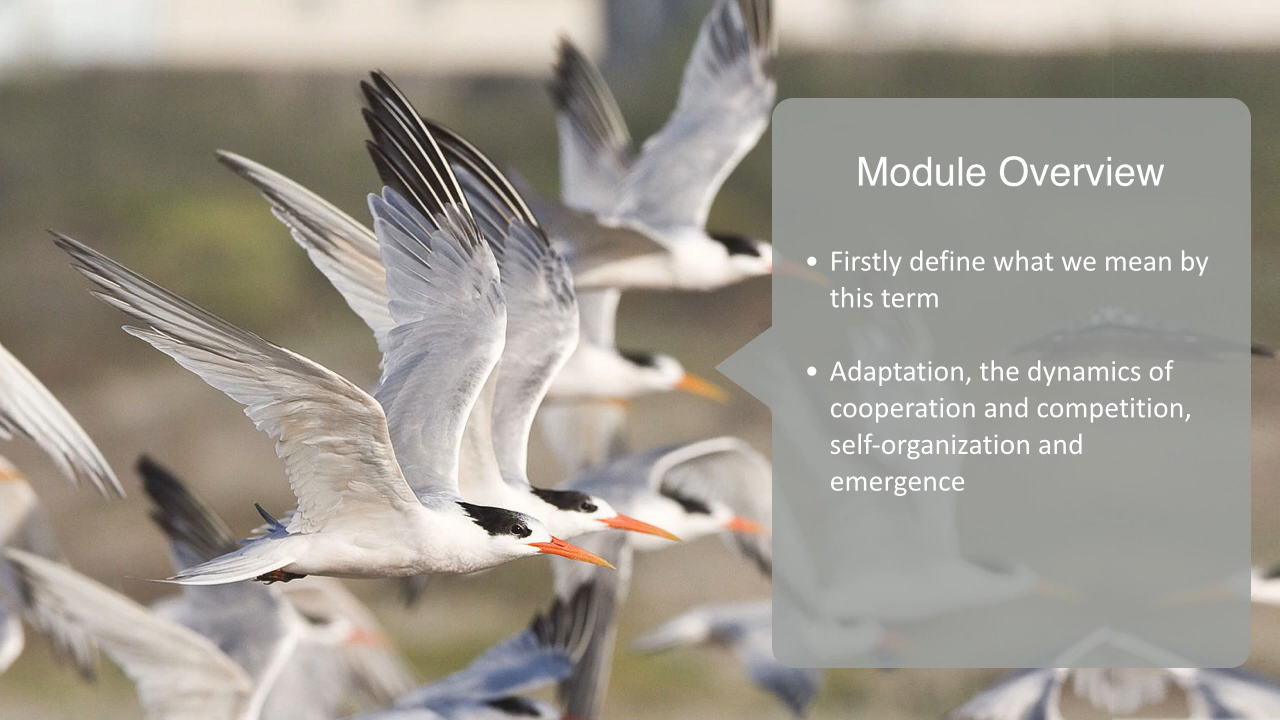 Module Overview
• Firstly define what we mean by
this term
• Adaptation, the dynamics of
cooperation and competition,
self-organization and
emergence